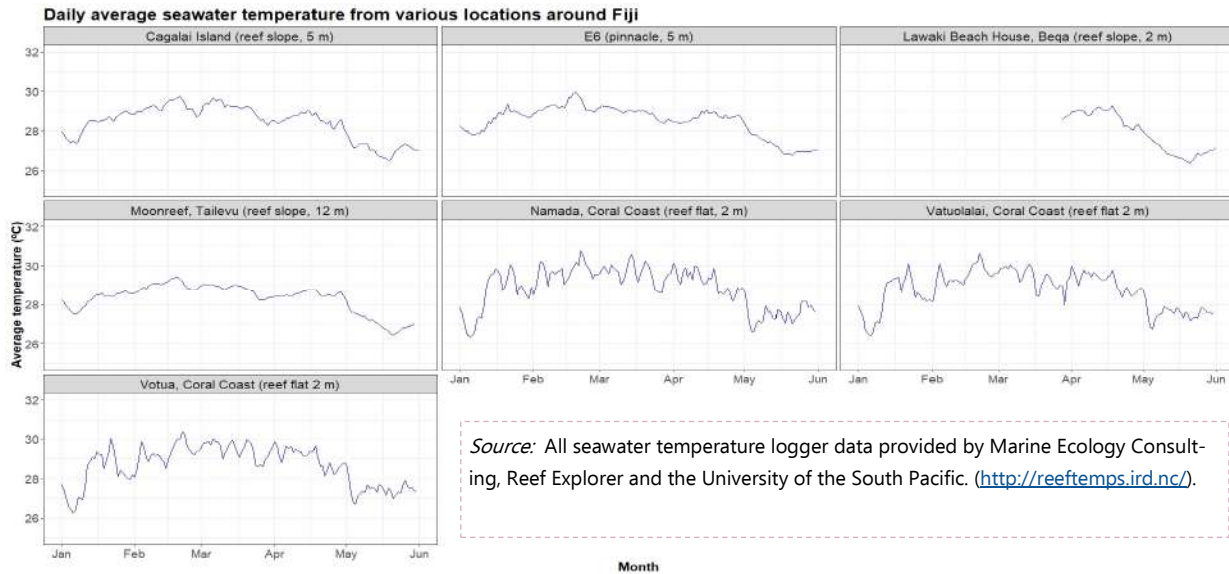 Daily average seawater temperature from various locations around Fiji
Cagalai Island (reef slope, 5 m)
E6 (pinnacle, 5 m)
Lawaki Beach House, Beqa (reef slope, 2 m)
32
30
28
26
Moonreef, Tailevu (reef slope, 12 m)
Namada, Coral Coast (reef flat, 2 m)
Vatuolalai, Coral Coast (reef flat 2 m)
Average temperature (ºC)
32
30
28
26
Jan Feb Mar Apr May Jun
Jan Feb Mar Apr May Jun
Votua, Coral Coast (reef flat 2 m)
32
30
28
26
Jan Feb Mar Apr May Jun
Source: All seawater temperature logger data provided by Marine Ecology Consult-
ing, Reef Explorer and the University of the South Pacific. (http://reeftemps.ird.nc/).
Month